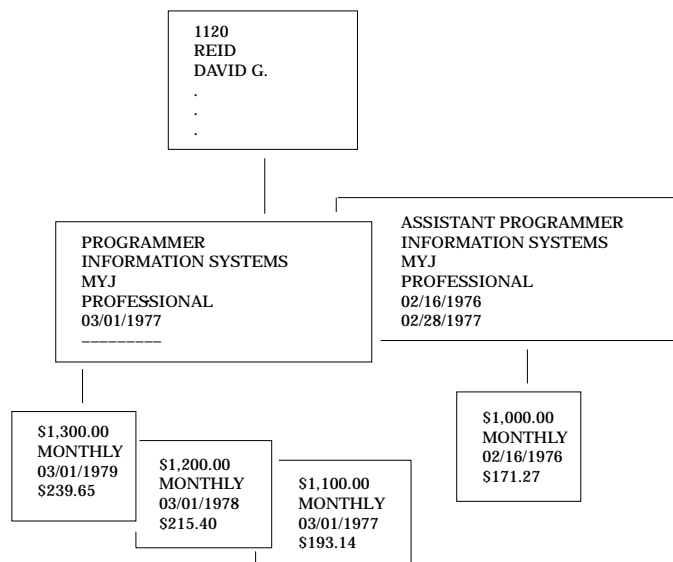 1120
REID
DAVID G.
.
.
.
PROGRAMMER
INFORMATION SYSTEMS
MYJ
PROFESSIONAL
03/01/1977
_________
ASSISTANT PROGRAMMER
INFORMATION SYSTEMS
MYJ
PROFESSIONAL
02/16/1976
02/28/1977
$1,300.00
MONTHLY
03/01/1979
$239.65
$1,200.00
MONTHLY
03/01/1978
$215.40
$1,100.00
MONTHLY
03/01/1977
$193.14
$1,000.00
MONTHLY
02/16/1976
$171.27